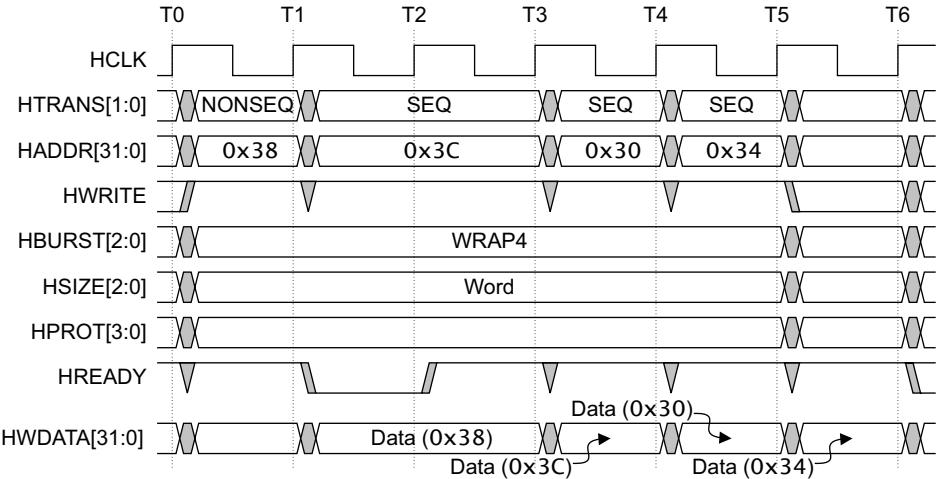 T0 T1 T2 T3 T4 T5 T6
HCLK
HTRANS[1:0] NONSEQ SEQ SEQ SEQ
HADDR[31:0] 0x38 0x3C 0x30 0x34
HWRITE
HBURST[2:0] WRAP4
HSIZE[2:0] Word
HPROT[3:0]
HREADY
Data (0x30)
HWDATA[31:0] Data (0x38)
Data (0x3C) Data (0x34)